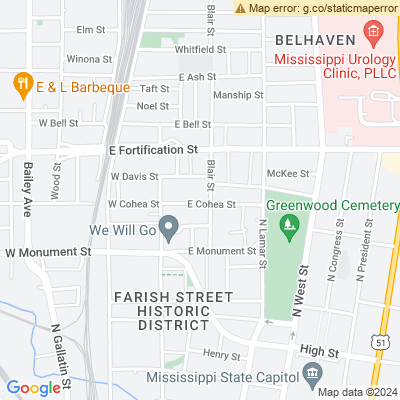 Map error: g.co/staticmaperror
Elm St
Blair St
Whitfield St
BELHAVEN
Winona St
Mississippi Urology
Clinic, PLLC
E Ash St
E & L Barbeque
Taft St
Manship St
Noel St
W Bell St
E Bell St
E Fortification St
Bailey Ave
Wood St
W Davis St
Blair St
McKee St
W Cohea St
E Cohea St
Greenwood Cemetery
We Will Go
N Lamar St
N Congress St
N President St
W Monument St
E Monument St
N West St
FARISH STREET
HISTORIC
DISTRICT
N Gallatin St
Henry St
High St
51
Mississippi State Capitol
Google
Map data ©2024